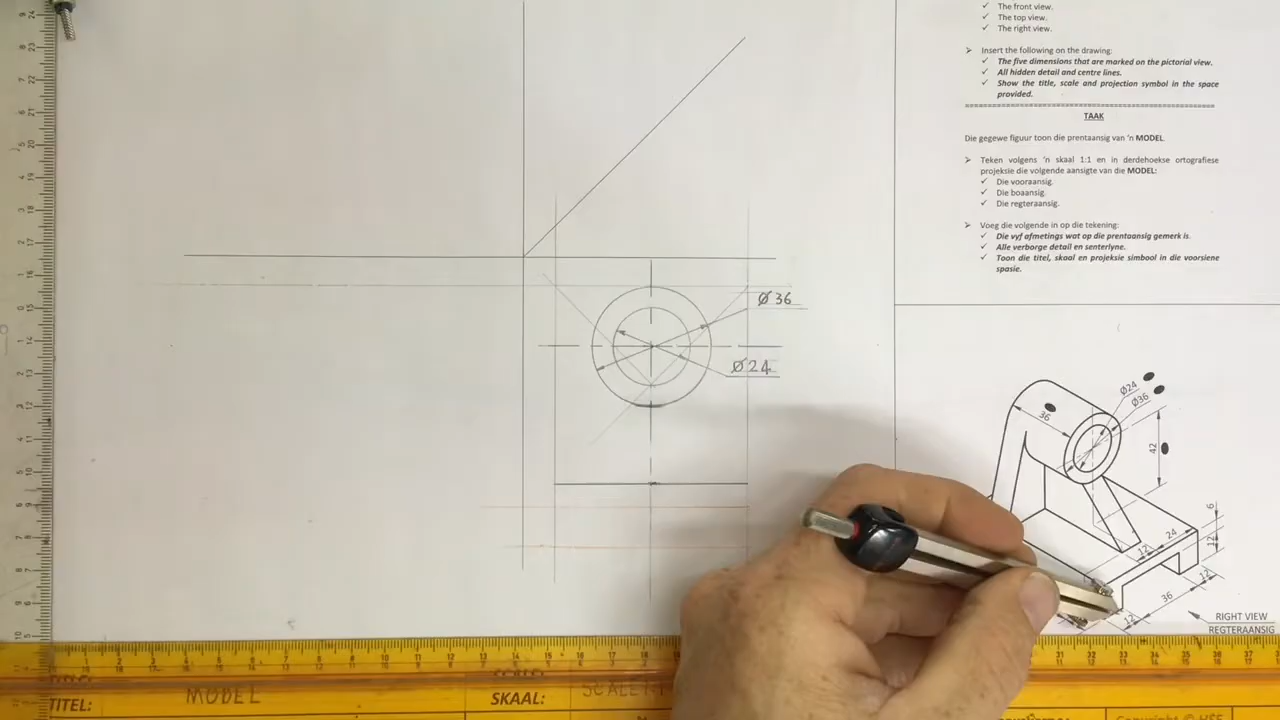 ✓ The front view.
✓ The top view.
✓ The right view.
➢ Insert the following on the drawing:
✓ The five dimensions that are marked on the pictorial view.
✓ All hidden detail and centre lines.
✓ Show the title, scale and projection symbol in the space
provided.
TAAK
Die gegewe figuur toon die prentaansig van 'n MODEL.
➢ Teken volgens 'n skaal 1:1 en in derdehoekse ortografiese
projeksie die volgende aansigte van die MODEL:
✓ Die vooraansig.
✓ Die boaansig.
✓ Die regteraansig.
➢ Voeg die volgende in op die tekening:
✓ Die vyf afmetings wat op die prentaansig gemerk is.
✓ Alle verborge detail en senterlyne.
✓ Toon die titel, skaal en projeksie simbool in die voorsiene
spasie.
Ø 36
Ø 24
Ø24
Ø36
36
42
6
12
24
12
12
36
12
RIGHT VIEW
REGTERAANSIG
TITEL:
MODEL
SKAAL: